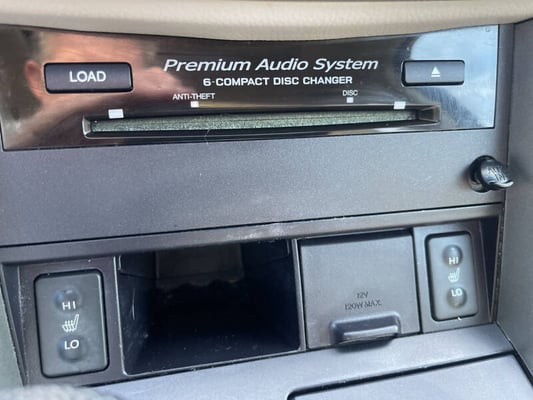 LOAD
Premium Audio System
6-COMPACT DISC CHANGER
ANTI-THEFT
DISC
HI
LO
12V
120W MAX.
HI
LO